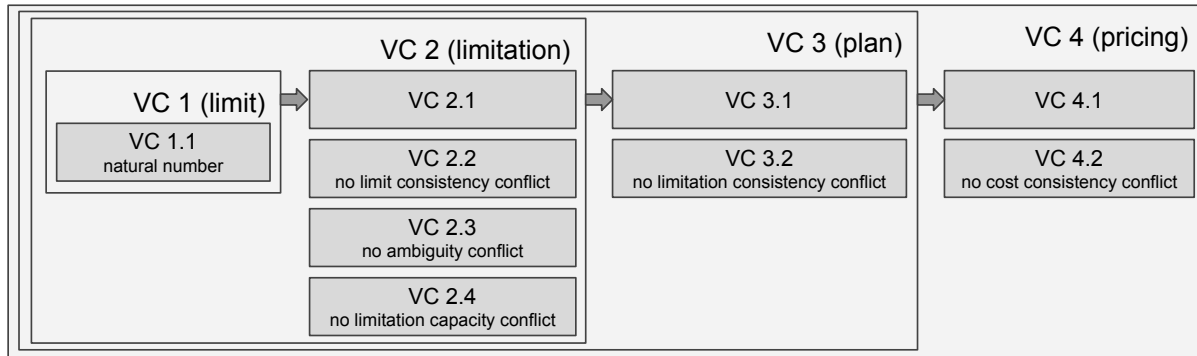 VC 1 (limit)
VC 1.1
natural number
VC 2 (limitation)
VC 2.1
VC 2.2
no limit consistency conflict
VC 2.3
no ambiguity conflict
VC 2.4
no limitation capacity conflict
VC 3 (plan)
VC 3.1
VC 3.2
no limitation consistency conflict
VC 4 (pricing)
VC 4.1
VC 4.2
no cost consistency conflict